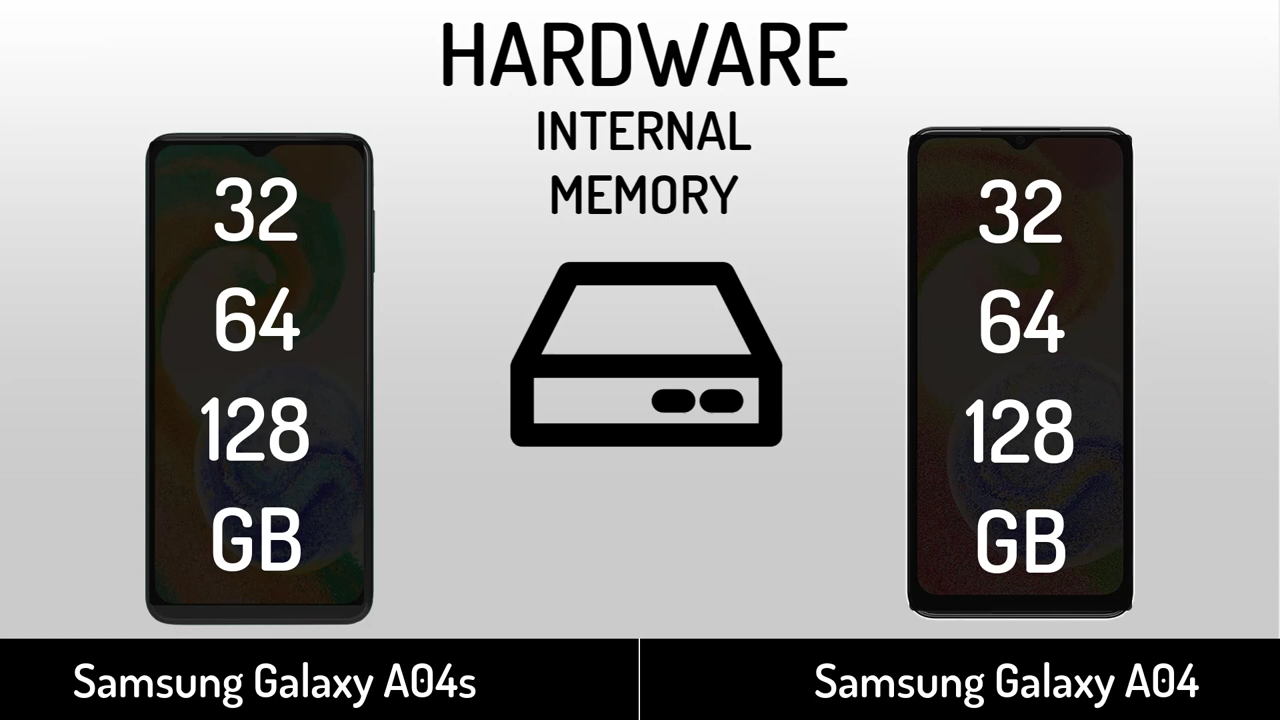 HARDWARE
INTERNAL
MEMORY
32
64
128
GB
32
64
128
GB
Samsung Galaxy A04s
Samsung Galaxy A04